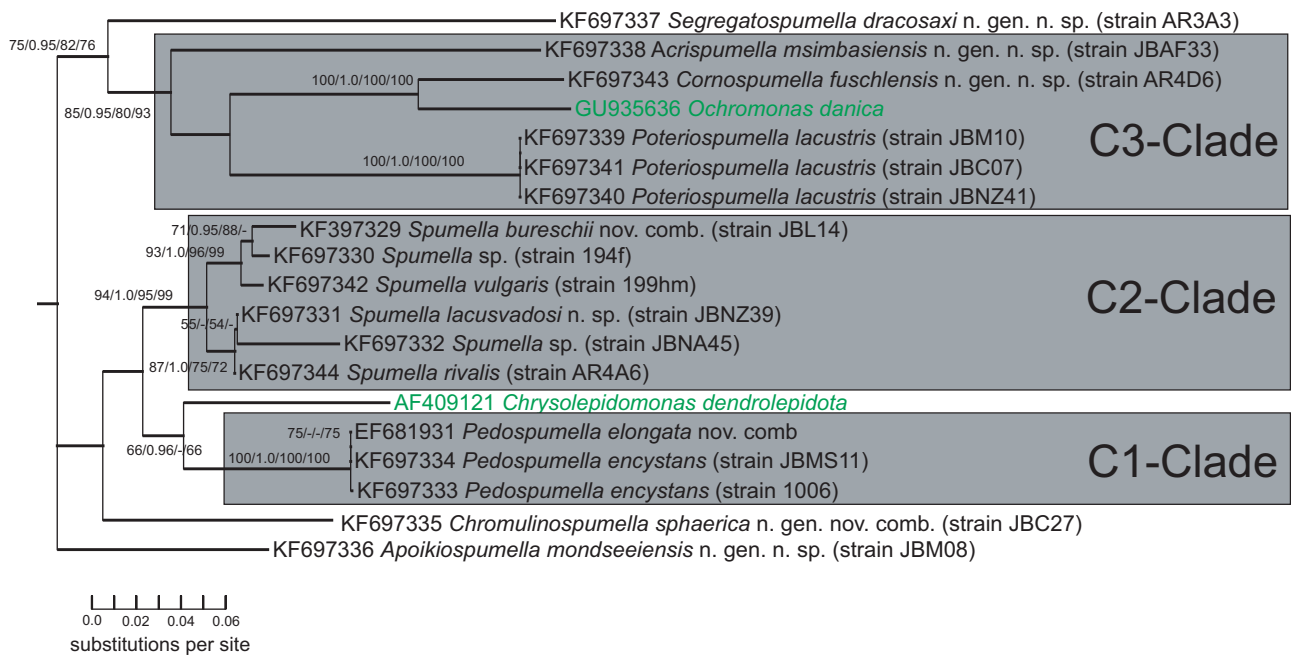 KF697337 Segregatospumella dracosaxi n. gen. n. sp. (strain AR3A3)
75/0.95/82/76
KF697338 Acrispumella msimbasiensis n. gen. n. sp. (strain JBAF33)
100/1.0/100/100
KF697343 Cornospumella fuschlensis n. gen. n. sp. (strain AR4D6)
85/0.95/80/93
GU935636 Ochromonas danica
C3-Clade
KF697339 Poteriospumella lacustris (strain JBM10)
100/1.0/100/100
KF697341 Poteriospumella lacustris (strain JBC07)
KF697340 Poteriospumella lacustris (strain JBNZ41)
71/0.95/88/-
KF397329 Spumella bureschii nov. comb. (strain JBL14)
93/1.0/96/99
KF697330 Spumella sp. (strain 194f)
KF697342 Spumella vulgaris (strain 199hm)
94/1.0/95/99
C2-Clade
KF697331 Spumella lacusvadosi n. sp. (strain JBNZ39)
55/-/54/-
KF697332 Spumella sp. (strain JBNA45)
87/1.0/75/72
KF697344 Spumella rivalis (strain AR4A6)
AF409121 Chrysolepidomonas dendrolepidota
75/-/-/75
EF681931 Pedospumella elongata nov. comb
66/0.96/-/66
100/1.0/100/100
KF697334 Pedospumella encystans (strain JBMS11)
C1-Clade
KF697333 Pedospumella encystans (strain 1006)
KF697335 Chromulinospumella sphaerica n. gen. nov. comb. (strain JBC27)
KF697336 Apoikiospumella mondseeiensis n. gen. n. sp. (strain JBM08)
0.0 0.02 0.04 0.06
substitutions per site